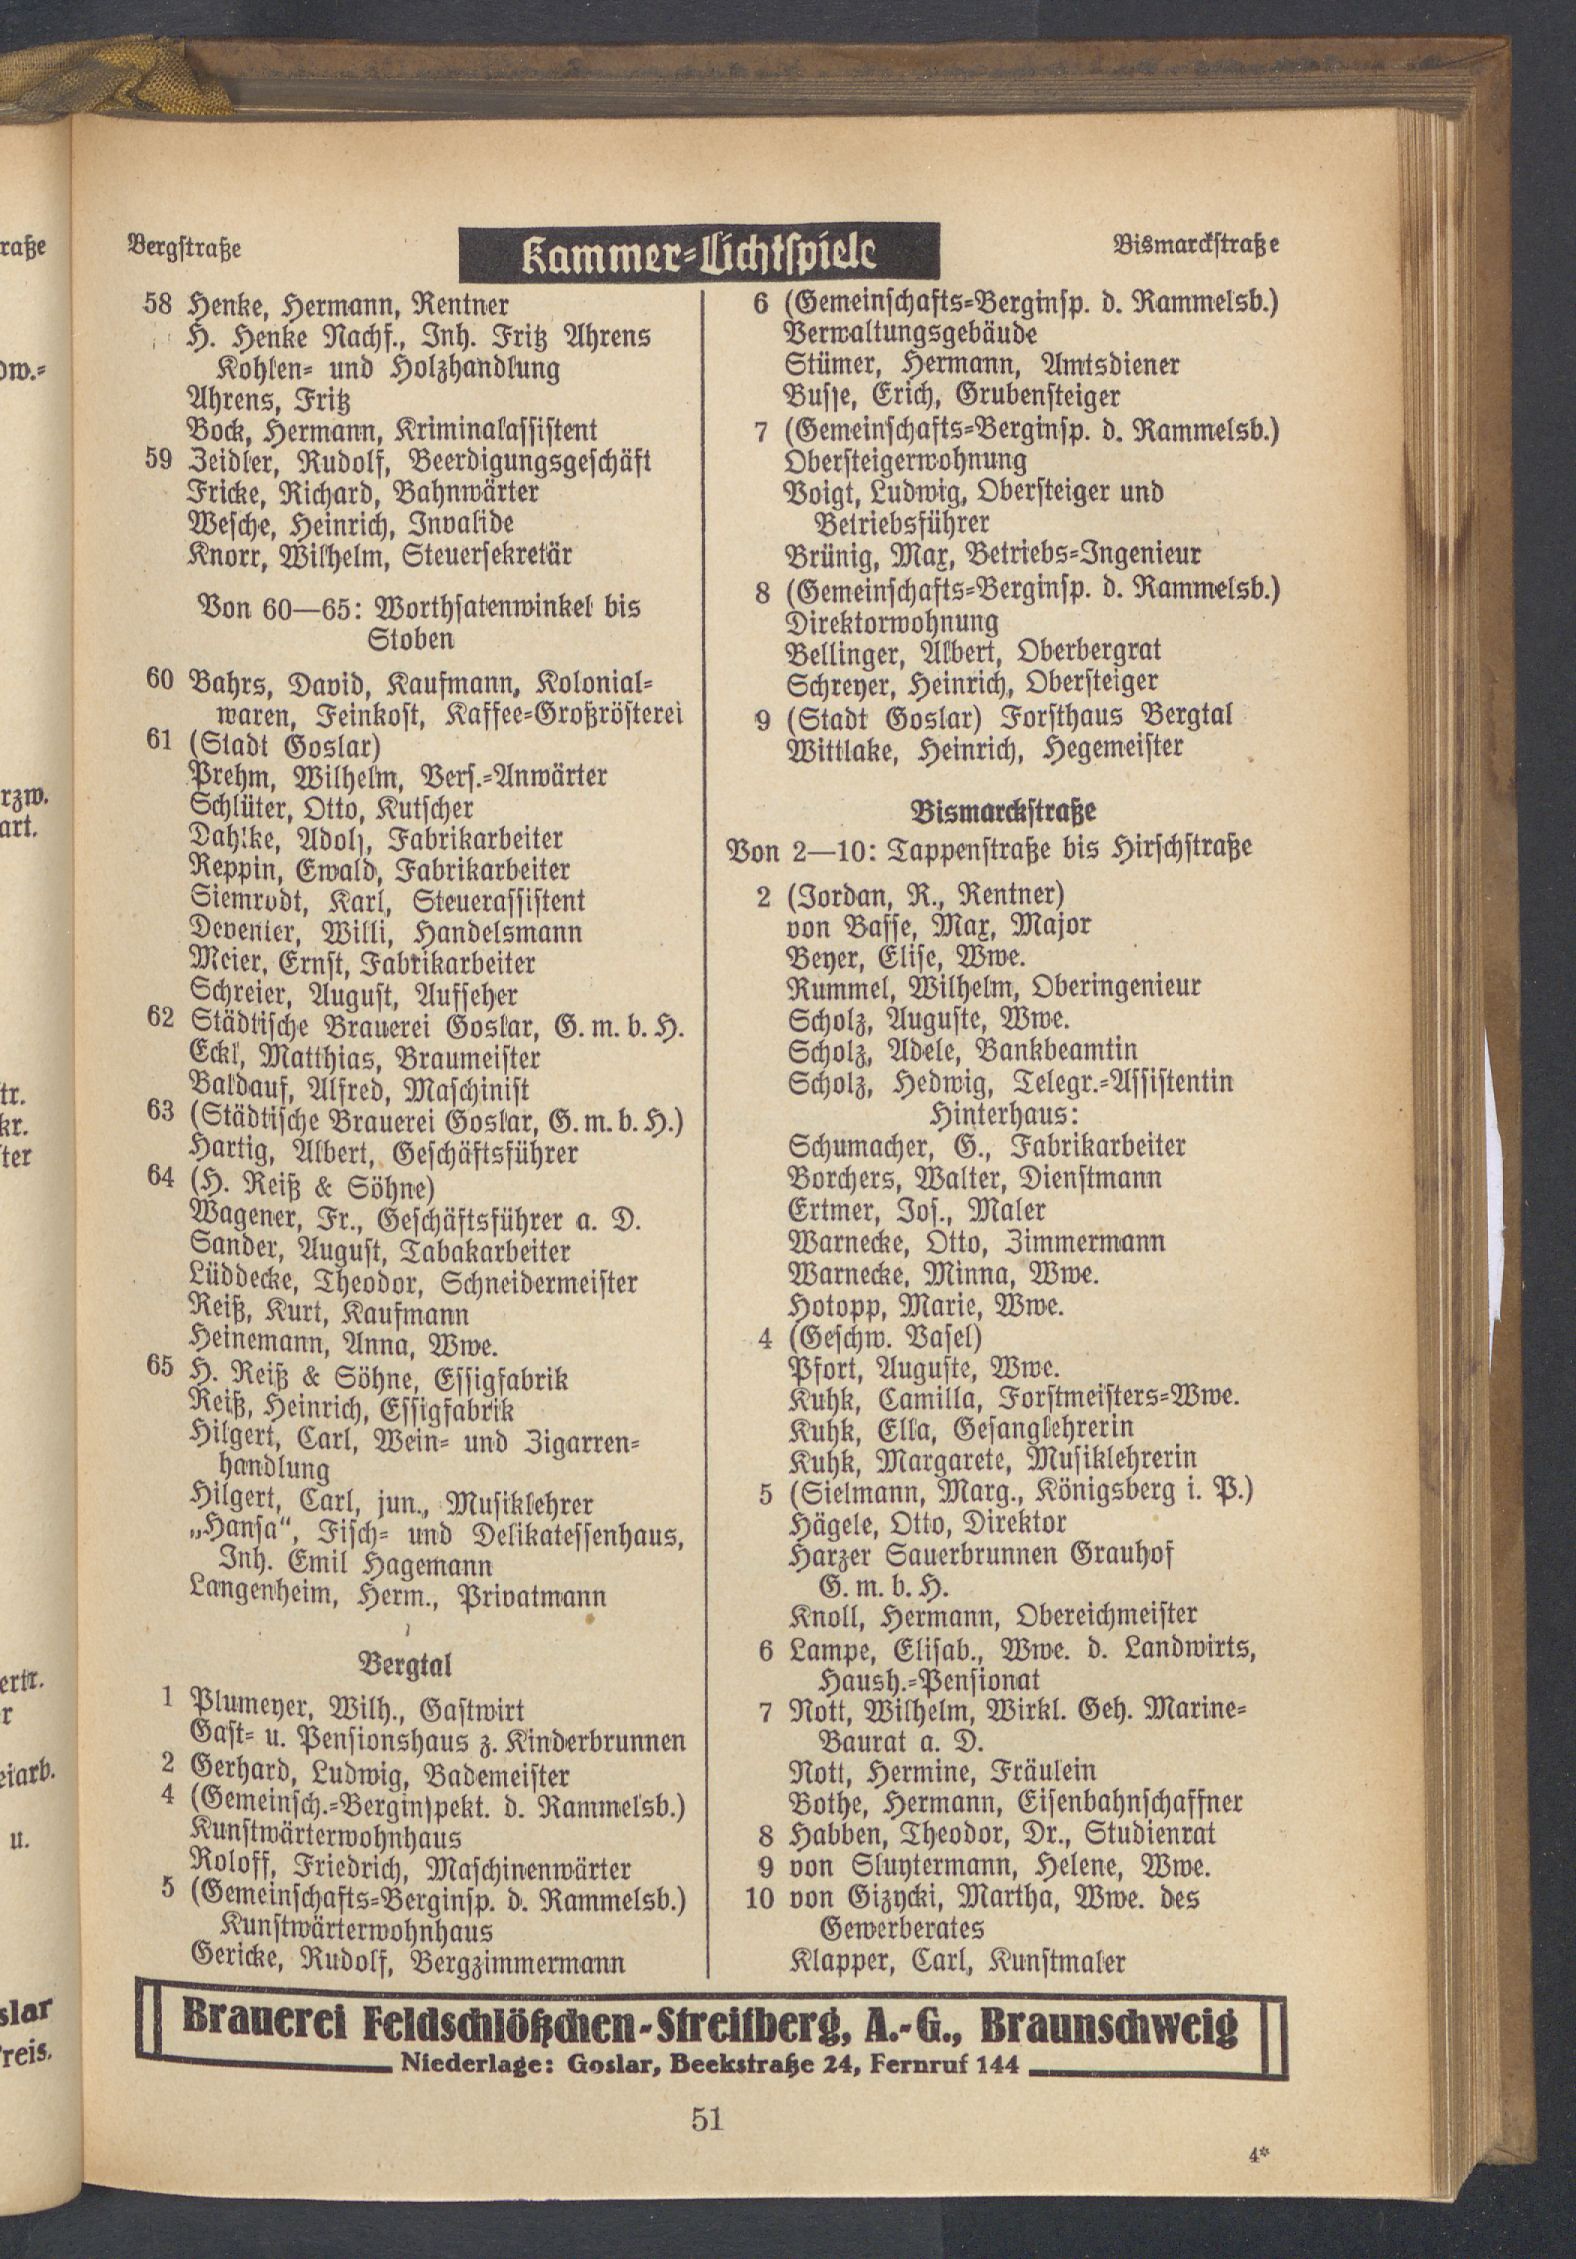 Bergstraße
Kammer-Lichtspiele
Bismarckstraße
58 Henke, Hermann, Rentner
H. Henke Nachf., Inh. Fritz Ahrens
Kohlen- und Holzhandlung
Ahrens, Fritz
Bock, Hermann, Kriminalassistent
59 Zeidler, Rudolf, Beerdigungsgeschäft
Fricke, Richard, Bahnwärter
Wesche, Heinrich, Invalide
Knorr, Wilhelm, Steuersekretär
Von 60—65: Worthsatenwinkel bis
Stoben
60 Bahrs, David, Kaufmann, Kolonial-
waren, Feinkost, Kaffee-Großrösterei
61 (Stadt Goslar)
Prehm, Wilhelm, Vers.-Anwärter
Schlüter, Otto, Kutscher
Dahlke, Adolf, Fabrikarbeiter
Reppin, Ewald, Fabrikarbeiter
Siemrodt, Karl, Steuerassistent
Deventer, Willi, Handelsmann
Meier, Ernst, Fabrikarbeiter
Schreier, August, Aufseher
62 Städtische Brauerei Goslar, G. m. b. H.
Eckl, Matthias, Braumeister
Baldauf, Alfred, Maschinist
63 (Städtische Brauerei Goslar, G. m. b. H.)
Hartig, Albert, Geschäftsführer
64 (H. Reiß & Söhne)
Wagener, Fr., Geschäftsführer a. D.
Sander, August, Tabakarbeiter
Lüddecke, Theodor, Schneidermeister
Reiß, Kurt, Kaufmann
Heinemann, Anna, Wwe.
65 H. Reiß & Söhne, Essigfabrik
Reiß, Heinrich, Essigfabrik
Hilgert, Carl, Wein- und Zigarren-
handlung
Hilgert, Carl, jun., Musiklehrer
„Hansa“, Fisch- und Delikatessenhaus,
Inh. Emil Hagemann
Langenheim, Herm., Privatmann
Bergtal
1 Plumeyer, Wilh., Gastwirt
Gast- u. Pensionshaus z. Kinderbrunnen
2 Gerhard, Ludwig, Bademeister
4 (Gemeinsch.-Berginspekt. d. Rammelsb.)
Kunstwärterwohnhaus
Roloff, Friedrich, Maschinenwärter
5 (Gemeinschafts-Berginsp. d. Rammelsb.)
Kunstwärterwohnhaus
Gericke, Rudolf, Bergzimmermann
6 (Gemeinschafts-Berginsp. d. Rammelsb.)
Verwaltungsgebäude
Stümer, Hermann, Amtsdiener
Busse, Erich, Grubensteiger
7 (Gemeinschafts-Berginsp. d. Rammelsb.)
Obersteigerwohnung
Voigt, Ludwig, Obersteiger und
Betriebsführer
Brünig, Max, Betriebs-Ingenieur
8 (Gemeinschafts-Berginsp. d. Rammelsb.)
Direktorwohnung
Bellinger, Albert, Oberbergrat
Schreyer, Heinrich, Obersteiger
9 (Stadt Goslar) Forsthaus Bergtal
Wittlake, Heinrich, Hegemeister
Bismarckstraße
Von 2—10: Tappenstraße bis Hirschstraße
2 (Jordan, R., Rentner)
von Basse, Max, Major
Beyer, Elise, Wwe.
Rummel, Wilhelm, Oberingenieur
Scholz, Auguste, Wwe.
Scholz, Adele, Bankbeamtin
Scholz, Hedwig, Telegr.-Assistentin
Hinterhaus:
Schumacher, G., Fabrikarbeiter
Borchers, Walter, Dienstmann
Ertmer, Jos., Maler
Warnecke, Otto, Zimmermann
Warnecke, Minna, Wwe.
Hotopp, Marie, Wwe.
4 (Geschw. Vasel)
Pfort, Auguste, Wwe.
Kuhk, Camilla, Forstmeisters-Wwe.
Kuhk, Ella, Gesanglehrerin
Kuhk, Margarete, Musiklehrerin
5 (Sielmann, Marg., Königsberg i. P.)
Hägele, Otto, Direktor
Harzer Sauerbrunnen Grauhof
G. m. b. H.
Knoll, Hermann, Obereichmeister
6 Lampe, Elisab., Wwe. d. Landwirts,
Haush.-Pensionat
7 Nott, Wilhelm, Wirkl. Geh. Marine-
Baurat a. D.
Nott, Hermine, Fräulein
Bothe, Hermann, Eisenbahnschaffner
8 Habben, Theodor, Dr., Studienrat
9 von Sluytermann, Helene, Wwe.
10 von Gizycki, Martha, Wwe. des
Gewerberates
Klapper, Carl, Kunstmaler
Brauerei Feldschlößchen-Streitberg, A.-G., Braunschweig
Niederlage: Goslar, Beekstraße 24, Fernruf 144
51
4*